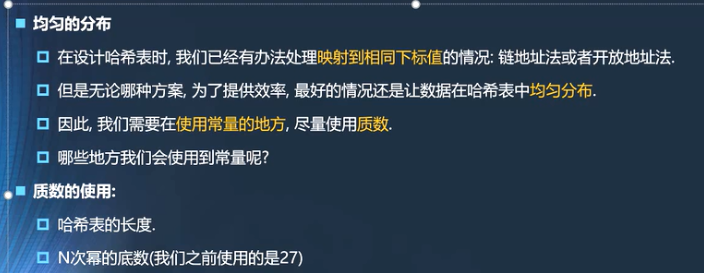 均匀的分布
在设计哈希表时, 我们已经有办法处理映射到相同下标值的情况: 链地址法或者开放地址法.
但是无论哪种方案, 为了提供效率, 最好的情况还是让数据在哈希表中均匀分布.
因此, 我们需要在使用常量的地方, 尽量使用质数.
哪些地方我们会使用到常量呢?
质数的使用:
哈希表的长度.
N次幂的底数(我们之前使用的是27)